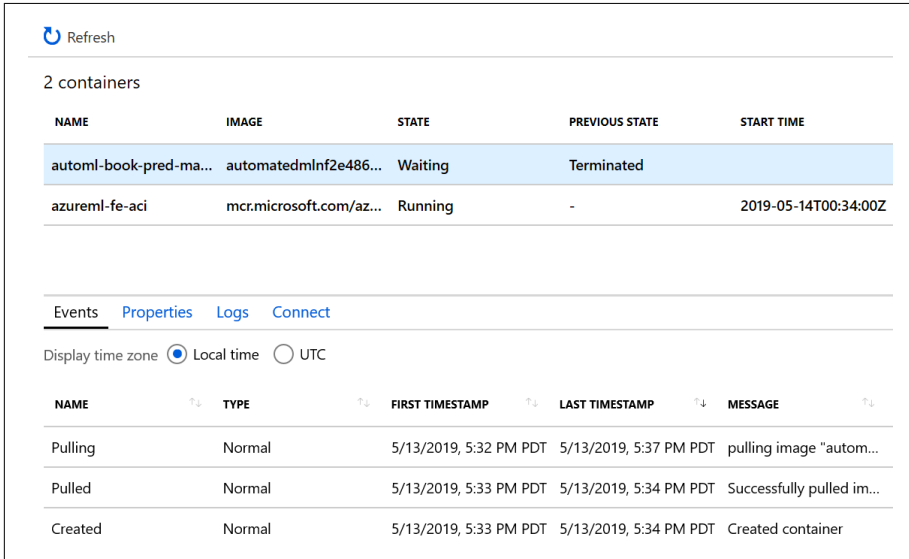 Refresh
2 containers
NAME IMAGE STATE PREVIOUS STATE START TIME
automl-book-pred-ma... automatedmlnf2e486... Waiting Terminated
azureml-fe-aci mcr.microsoft.com/az... Running - 2019-05-14T00:34:00Z
Events Properties Logs Connect
Display time zone Local time UTC
NAME TYPE FIRST TIMESTAMP LAST TIMESTAMP MESSAGE
Pulling Normal 5/13/2019, 5:32 PM PDT 5/13/2019, 5:37 PM PDT pulling image "autom...
Pulled Normal 5/13/2019, 5:33 PM PDT 5/13/2019, 5:34 PM PDT Successfully pulled im...
Created Normal 5/13/2019, 5:33 PM PDT 5/13/2019, 5:34 PM PDT Created container